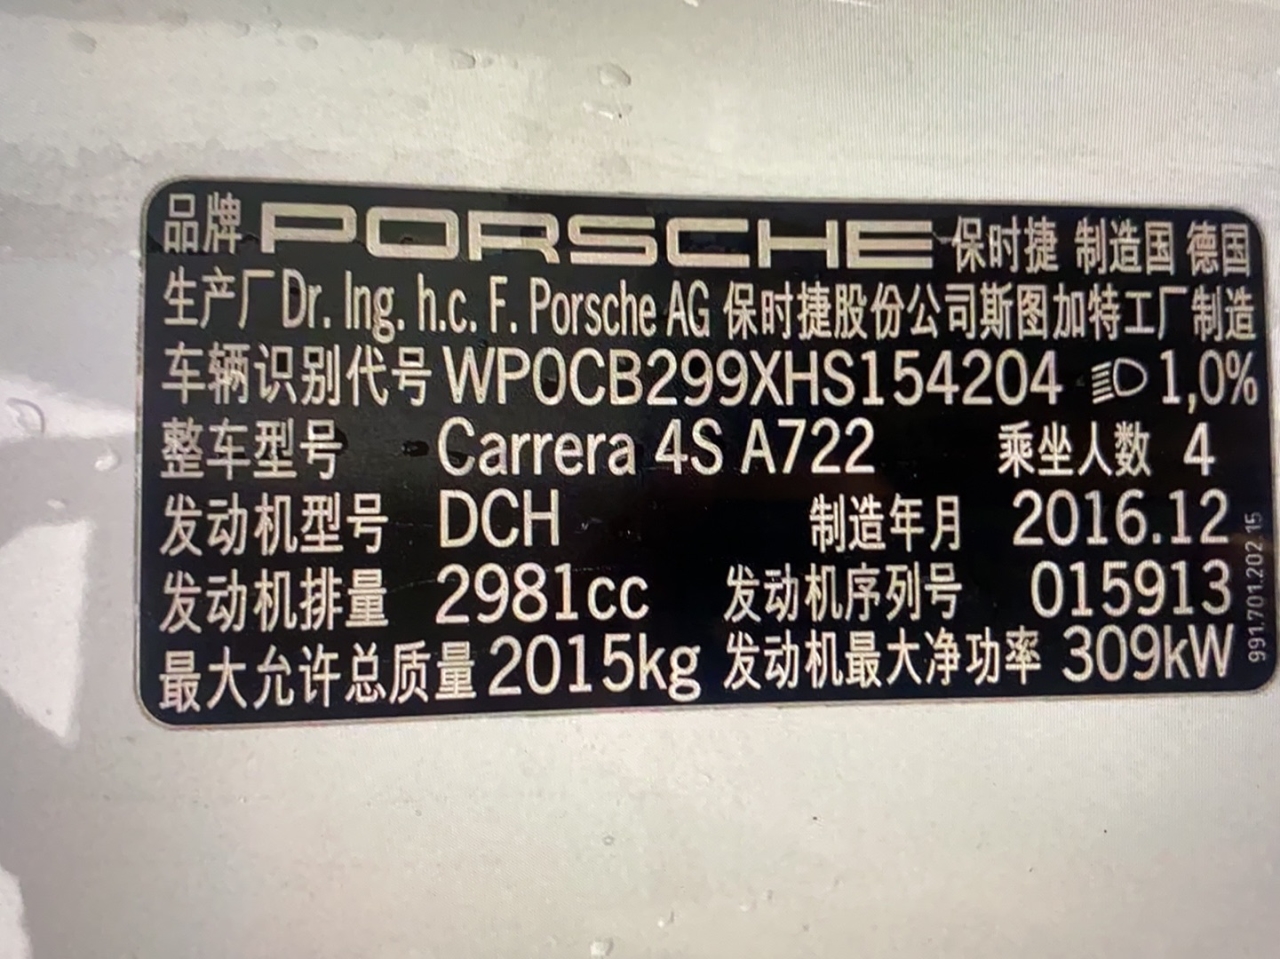 品牌 PORSCHE 保时捷 制造国 德国
生产厂 Dr. Ing. h.c. F. Porsche AG 保时捷股份公司斯图加特工厂制造
车辆识别代号 WP0CB299XHS154204 1,0%
整车型号 Carrera 4S A722 乘坐人数 4
发动机型号 DCH 制造年月 2016.12
发动机排量 2981cc 发动机序列号 015913
最大允许总质量 2015kg 发动机最大净功率 309kW
991.701.202.15